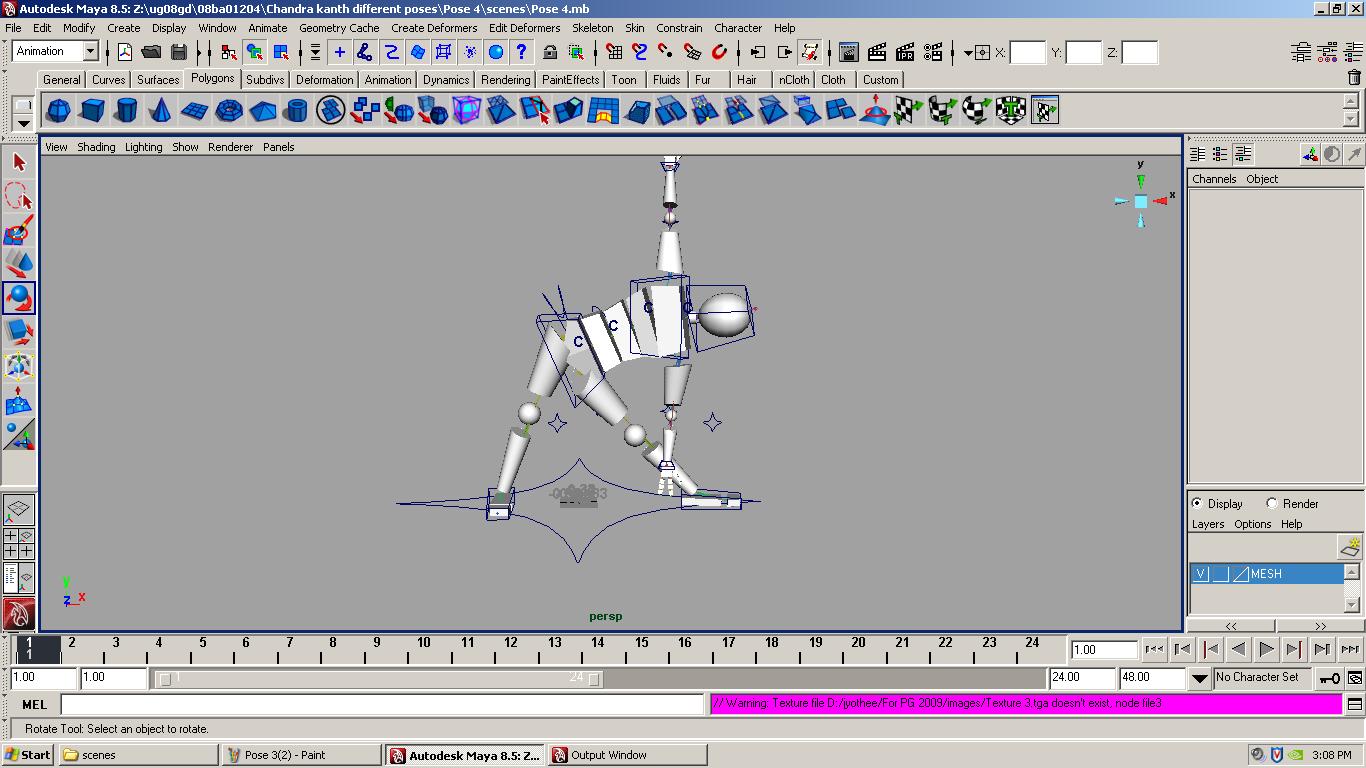 Autodesk Maya 8.5: Z:\ug08gd\08ba01204\Chandra kanth different poses\Pose 4\scenes\Pose 4.mb
File Edit Modify Create Display Window Animate Geometry Cache Create Deformers Edit Deformers Skeleton Skin Constrain Character Help
Animation X: Y: Z:
General Curves Surfaces Polygons Subdivs Deformation Animation Dynamics Rendering PaintEffects Toon Fluids Fur Hair nCloth Cloth Custom
View Shading Lighting Show Renderer Panels
Channels Object
y
x
C
C
C
C
Display Render
Layers Options Help
V MESH
y
z x
persp
<< >>
1 2 3 4 5 6 7 8 9 10 11 12 13 14 15 16 17 18 19 20 21 22 23 24
1 1.00
1.00 1.00 1 24 24.00 48.00 No Character Set
MEL // Warning: Texture file D:/jyothee/For PG 2009/images/Texture 3.tga doesn't exist, node file3.
Rotate Tool: Select an object to rotate.
Start scenes Pose 3(2) - Paint Autodesk Maya 8.5: Z... Output Window 3:08 PM